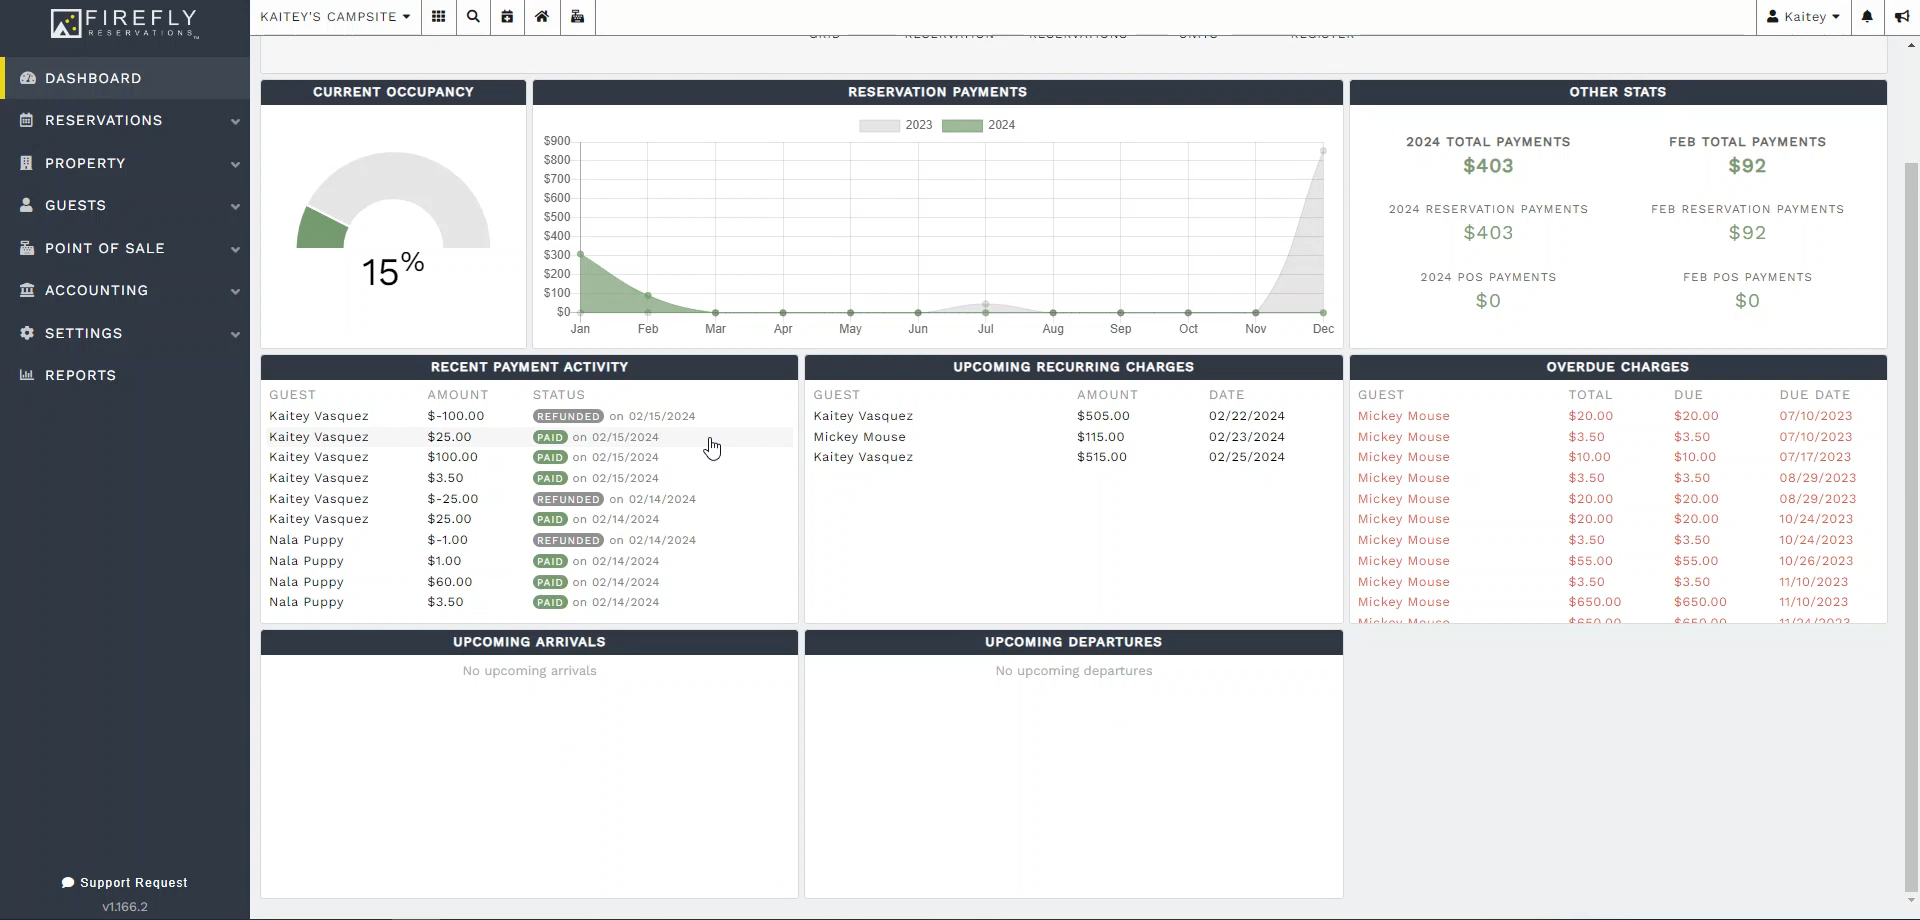 FIREFLY
RESERVATIONS
KAITEY'S CAMPSITE
Kaitey
DASHBOARD
RESERVATIONS
PROPERTY
GUESTS
POINT OF SALE
ACCOUNTING
SETTINGS
REPORTS
Support Request
v1.166.2
GRID RESERVATION RESERVATIONS UNITS REGISTER
CURRENT OCCUPANCY
15%
RESERVATION PAYMENTS
2023 2024
$900
$800
$700
$600
$500
$400
$300
$200
$100
$0
Jan Feb Mar Apr May Jun Jul Aug Sep Oct Nov Dec
OTHER STATS
2024 TOTAL PAYMENTS FEB TOTAL PAYMENTS
$403 $92
2024 RESERVATION PAYMENTS FEB RESERVATION PAYMENTS
$403 $92
2024 POS PAYMENTS FEB POS PAYMENTS
$0 $0
RECENT PAYMENT ACTIVITY
GUEST AMOUNT STATUS
Kaitey Vasquez $-100.00 REFUNDED on 02/15/2024
Kaitey Vasquez $25.00 PAID on 02/15/2024
Kaitey Vasquez $100.00 PAID on 02/15/2024
Kaitey Vasquez $3.50 PAID on 02/15/2024
Kaitey Vasquez $-25.00 REFUNDED on 02/14/2024
Kaitey Vasquez $25.00 PAID on 02/14/2024
Nala Puppy $-1.00 REFUNDED on 02/14/2024
Nala Puppy $1.00 PAID on 02/14/2024
Nala Puppy $60.00 PAID on 02/14/2024
Nala Puppy $3.50 PAID on 02/14/2024
UPCOMING RECURRING CHARGES
GUEST AMOUNT DATE
Kaitey Vasquez $505.00 02/22/2024
Mickey Mouse $115.00 02/23/2024
Kaitey Vasquez $515.00 02/25/2024
OVERDUE CHARGES
GUEST TOTAL DUE DUE DATE
Mickey Mouse $20.00 $20.00 07/10/2023
Mickey Mouse $3.50 $3.50 07/10/2023
Mickey Mouse $10.00 $10.00 07/17/2023
Mickey Mouse $3.50 $3.50 08/29/2023
Mickey Mouse $20.00 $20.00 08/29/2023
Mickey Mouse $20.00 $20.00 10/24/2023
Mickey Mouse $3.50 $3.50 10/24/2023
Mickey Mouse $55.00 $55.00 10/26/2023
Mickey Mouse $3.50 $3.50 11/10/2023
Mickey Mouse $650.00 $650.00 11/10/2023
Mickey Mouse $650.00 $650.00 11/24/2023
UPCOMING ARRIVALS
No upcoming arrivals
UPCOMING DEPARTURES
No upcoming departures